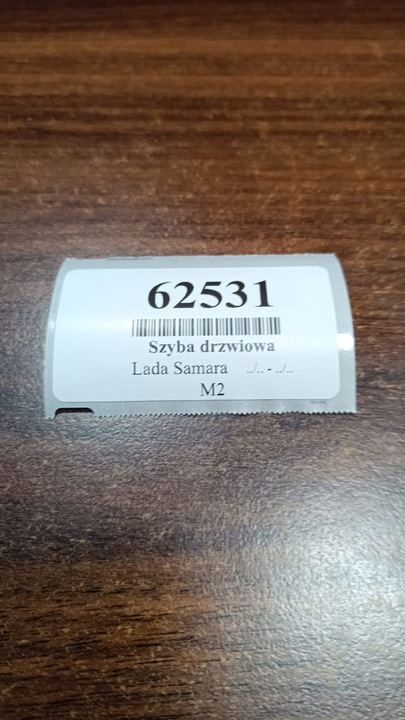 62531
Szyba drzwiowa
Lada Samara ../.. - ../..
M2